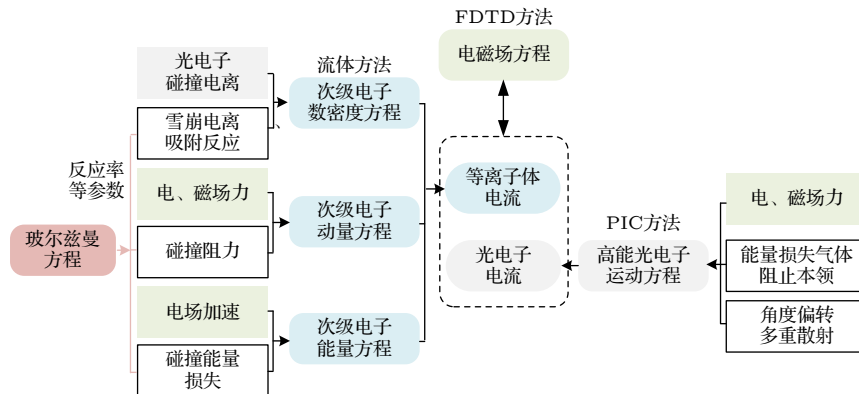 FDTD方法
电磁场方程
光电子
碰撞电离
流体方法
次级电子
数密度方程
雪崩电离
吸附反应
、
反应率
等参数
电、磁场力
次级电子
动量方程
碰撞阻力
玻尔兹曼
方程
电场加速
次级电子
能量方程
碰撞能量
损失
等离子体
电流
光电子
电流
PIC方法
高能光电子
运动方程
电、磁场力
能量损失气体
阻止本领
角度偏转
多重散射